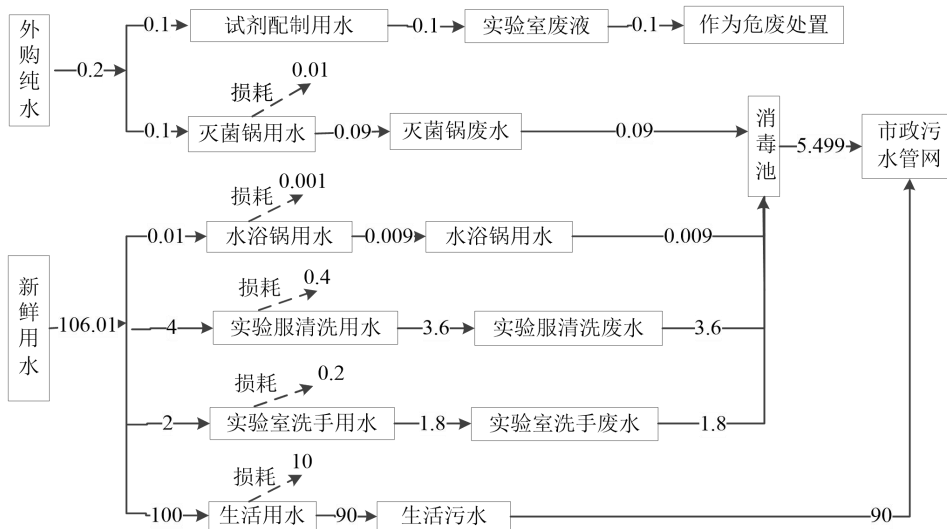 外购纯水
0.2
0.1
试剂配制用水
0.1
实验室废液
0.1
作为危废处置
损耗
0.01
0.1
灭菌锅用水
0.09
灭菌锅废水
0.09
消毒池
5.499
市政污
水管网
新鲜用水
106.01
损耗
0.001
0.01
水浴锅用水
0.009
水浴锅用水
0.009
损耗
0.4
4
实验服清洗用水
3.6
实验服清洗废水
3.6
损耗
0.2
2
实验室洗手用水
1.8
实验室洗手废水
1.8
损耗
10
100
生活用水
90
生活污水
90